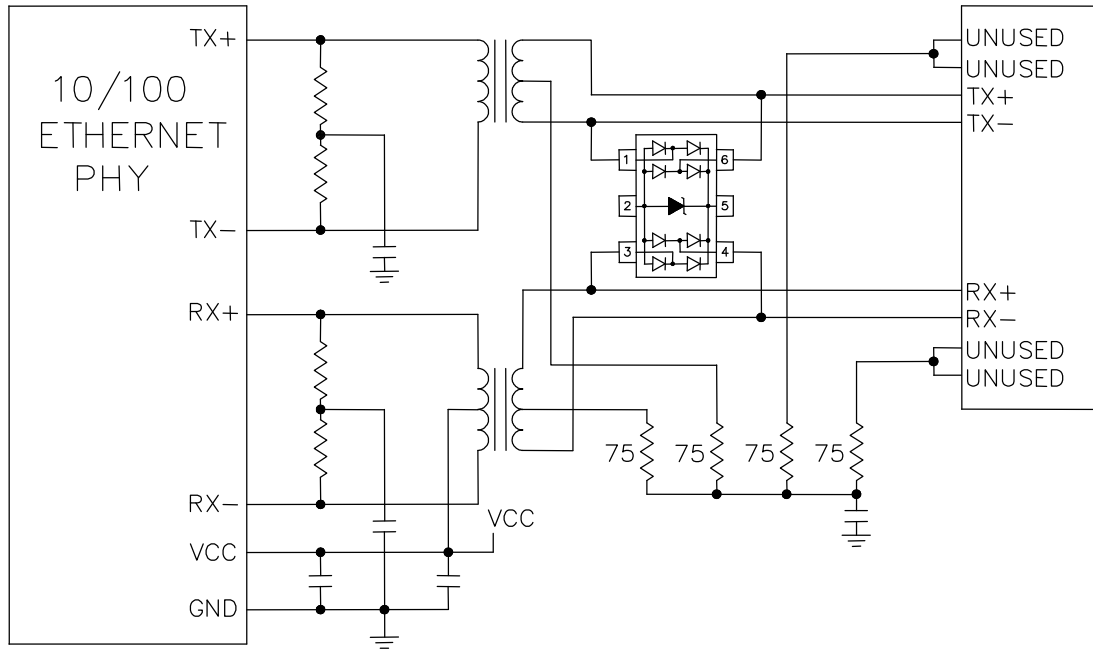 10/100
ETHERNET
PHY
TX+
TX-
RX+
RX-
VCC
GND
VCC
1
2
3
6
5
4
75
75
75
75
UNUSED
UNUSED
TX+
TX-
RX+
RX-
UNUSED
UNUSED